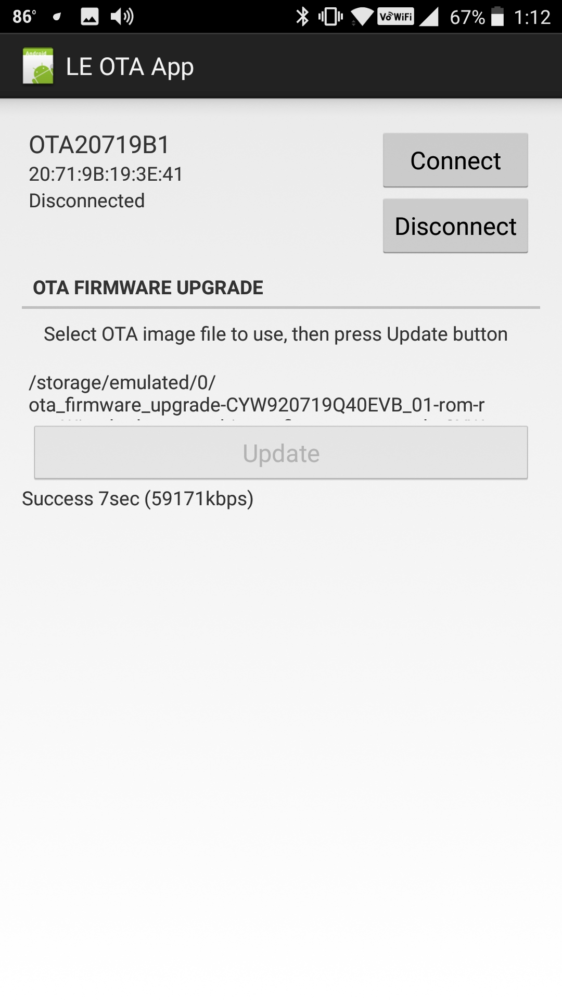 86° VoWiFi 67% 1:12
Android
LE OTA App
OTA20719B1
Connect
20:71:9B:19:3E:41
Disconnected
Disconnect
OTA FIRMWARE UPGRADE
Select OTA image file to use, then press Update button
/storage/emulated/0/
ota_firmware_upgrade-CYW920719Q40EVB_01-rom-r
Update
Success 7sec (59171kbps)